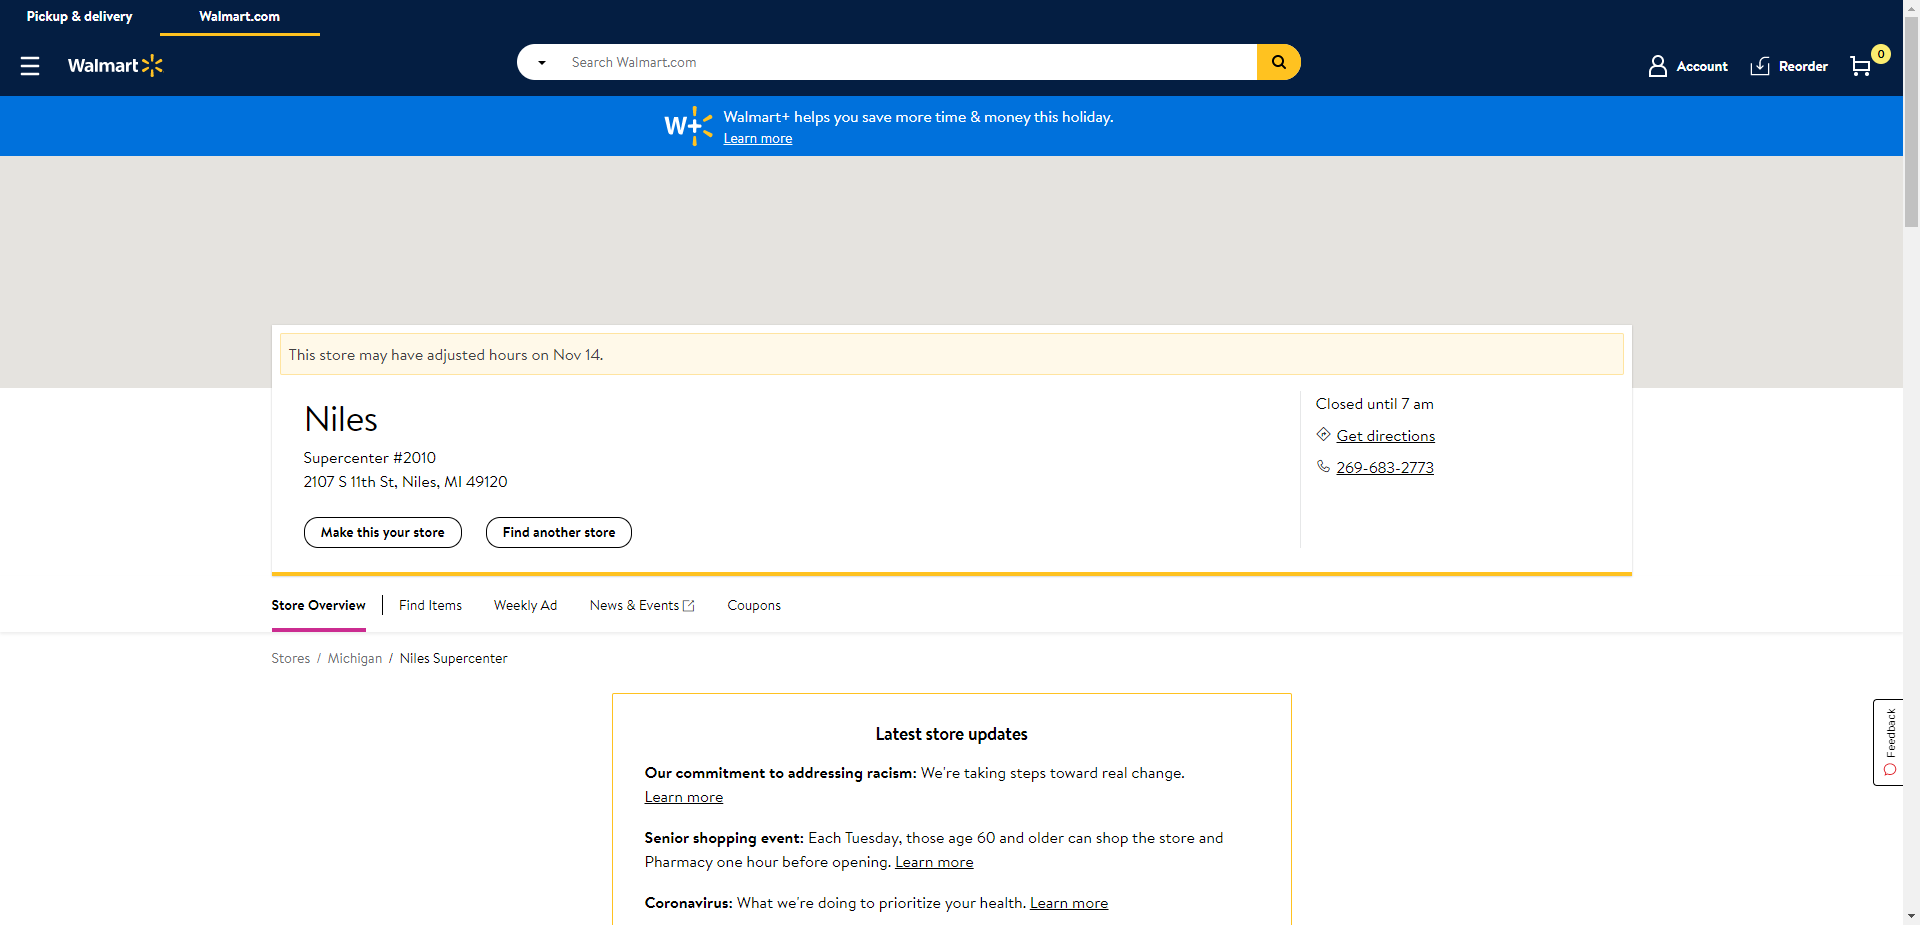 Pickup & delivery
Walmart.com
Walmart
Search Walmart.com
Account
Reorder
0
W+
Walmart+ helps you save more time & money this holiday.
Learn more
This store may have adjusted hours on Nov 14.
Niles
Supercenter #2010
2107 S 11th St, Niles, MI 49120
Make this your store
Find another store
Closed until 7 am
Get directions
269-683-2773
Store Overview
Find Items
Weekly Ad
News & Events
Coupons
Stores / Michigan / Niles Supercenter
Latest store updates
Our commitment to addressing racism: We're taking steps toward real change.
Learn more
Senior shopping event: Each Tuesday, those age 60 and older can shop the store and
Pharmacy one hour before opening. Learn more
Coronavirus: What we're doing to prioritize your health. Learn more
Feedback